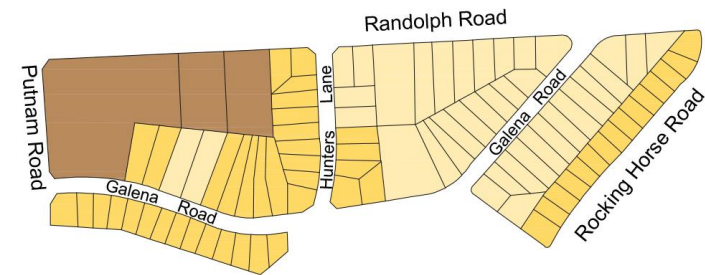 Randolph Road
Putnam Road
Hunters Lane
Galena Road
Galena Road
Rocking Horse Road